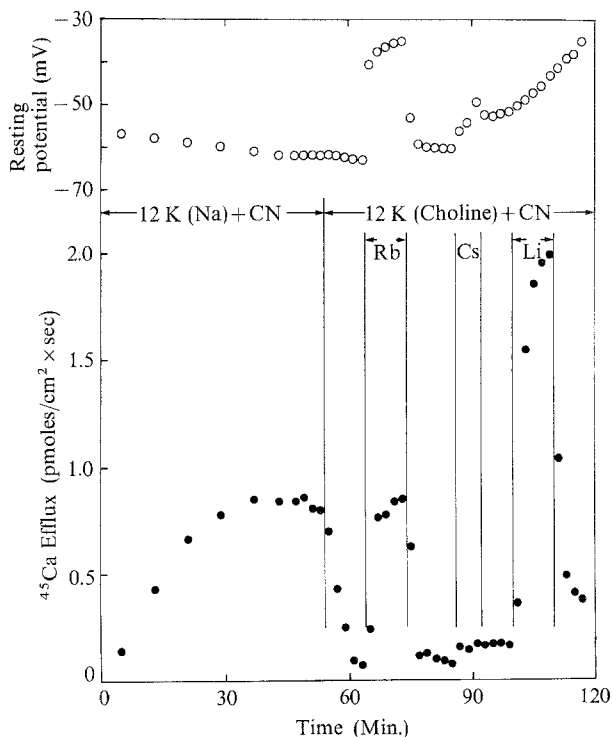 −30
−50
−70
Resting
potential (mV)
12 K (Na) + CN
12 K (Choline) + CN
Rb
Cs
Li
2.0
1.5
1.0
0.5
0
⁴⁵Ca Efflux (pmoles/cm² × sec)
0
30
60
90
120
Time (Min.)